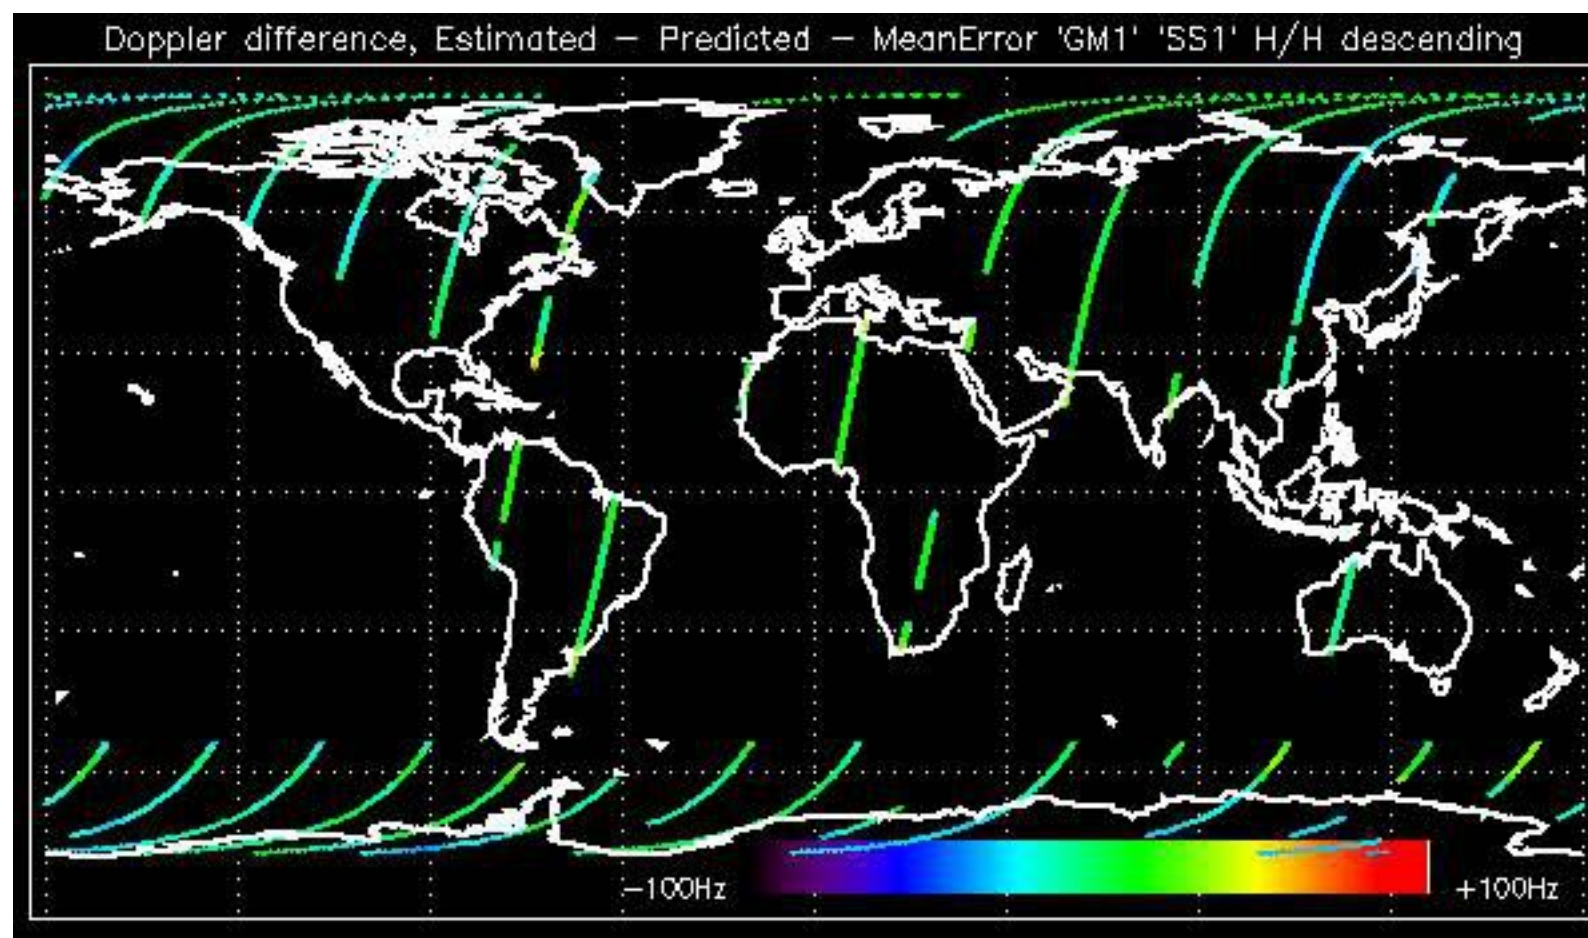 Doppler difference, Estimated – Predicted – MeanError 'GM1' 'SS1' H/H descending
–100Hz +100Hz